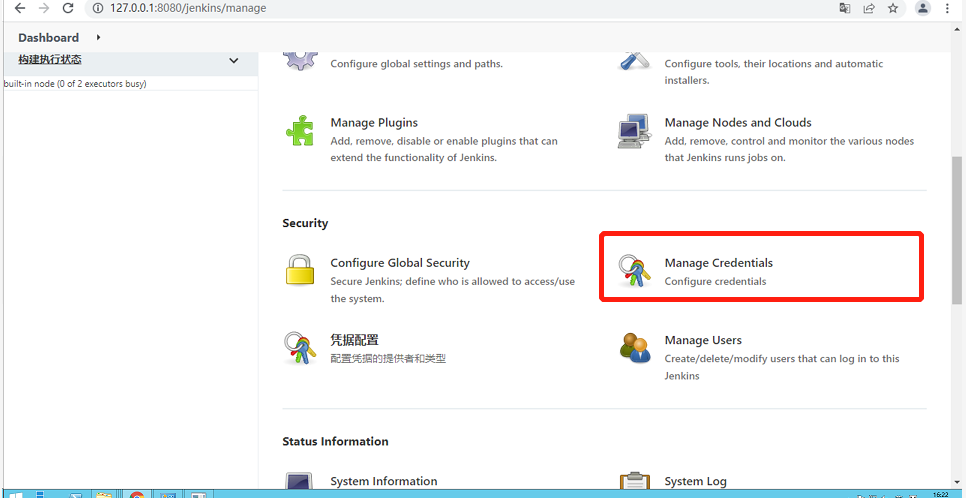 127.0.0.1:8080/jenkins/manage
Dashboard
构建执行状态
built-in node (0 of 2 executors busy)
Configure global settings and paths.
Configure tools, their locations and automatic
installers.
Manage Plugins
Add, remove, disable or enable plugins that can
extend the functionality of Jenkins.
Manage Nodes and Clouds
Add, remove, control and monitor the various nodes
that Jenkins runs jobs on.
Security
Configure Global Security
Secure Jenkins; define who is allowed to access/use
the system.
Manage Credentials
Configure credentials
凭据配置
配置凭据的提供者和类型
Manage Users
Create/delete/modify users that can log in to this
Jenkins
Status Information
System Information
System Log
16:22